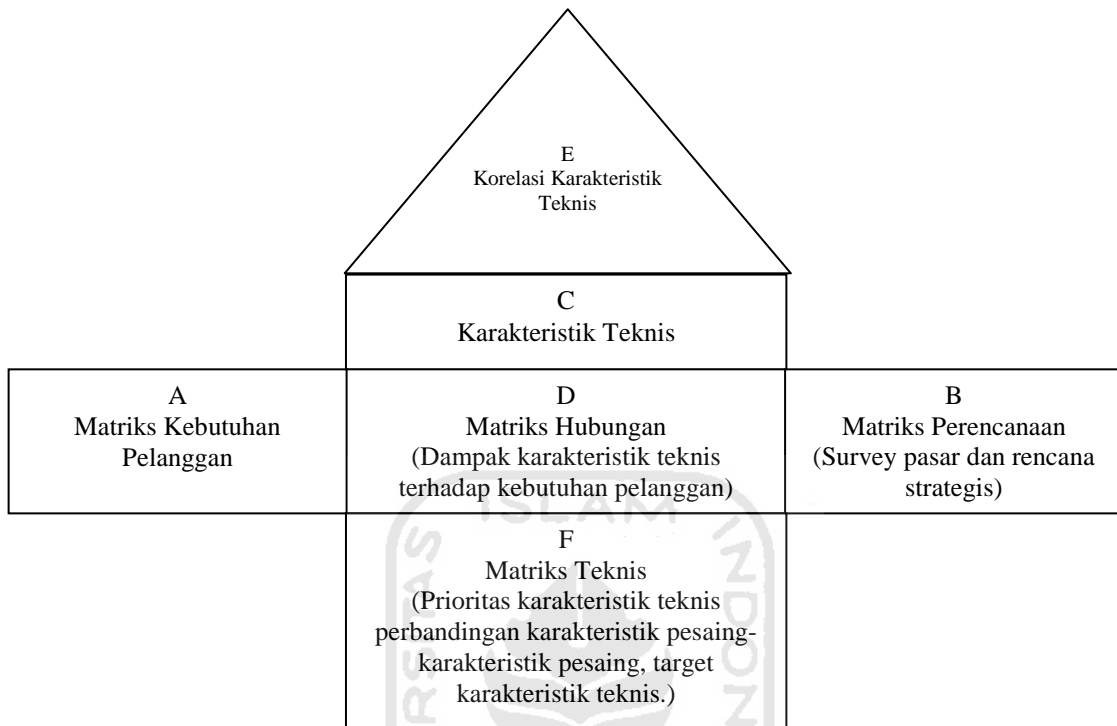 E
Korelasi Karakteristik
Teknis
C
Karakteristik Teknis
A
Matriks Kebutuhan
Pelanggan
D
Matriks Hubungan
(Dampak karakteristik teknis
terhadap kebutuhan pelanggan)
B
Matriks Perencanaan
(Survey pasar dan rencana
strategis)
F
Matriks Teknis
(Prioritas karakteristik teknis
perbandingan karakteristik pesaing-
karakteristik pesaing, target
karakteristik teknis.)
ISLAM